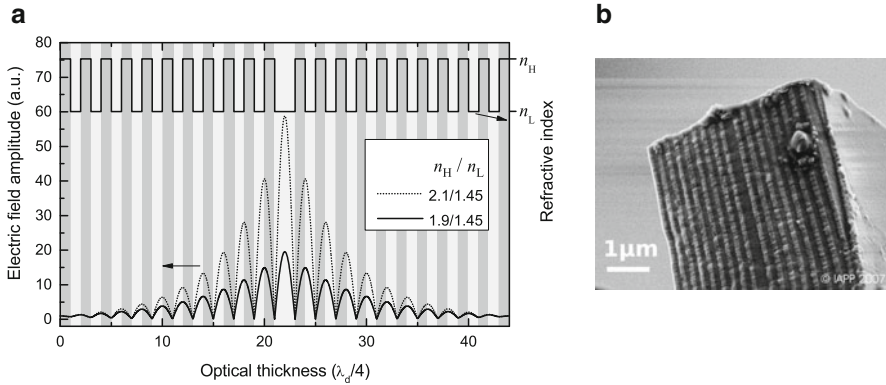 a
80
70
60
50
40
30
20
10
0
Electric field amplitude (a.u.)
n_H
n_L
n_H / n_L
2.1/1.45
1.9/1.45
Refractive index
0 10 20 30 40
Optical thickness (λ_d/4)
b
1µm
© IAPP 2007